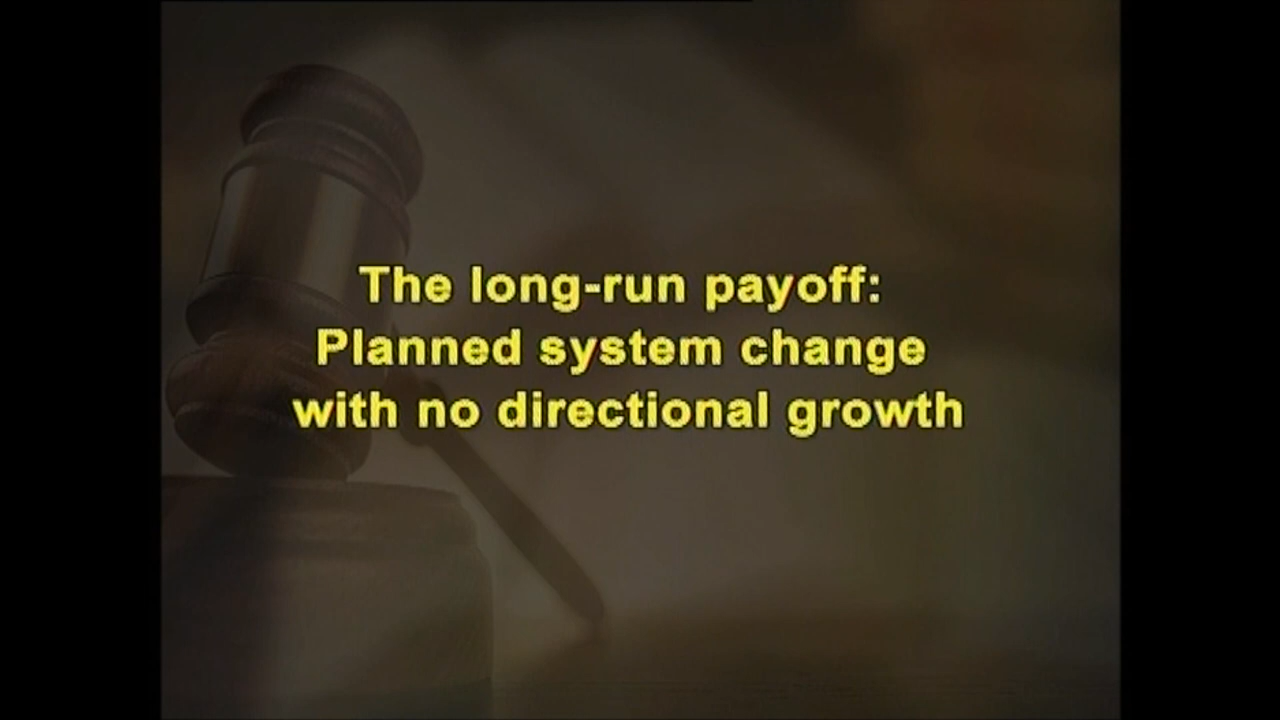 The long-run payoff:
Planned system change
with no directional growth